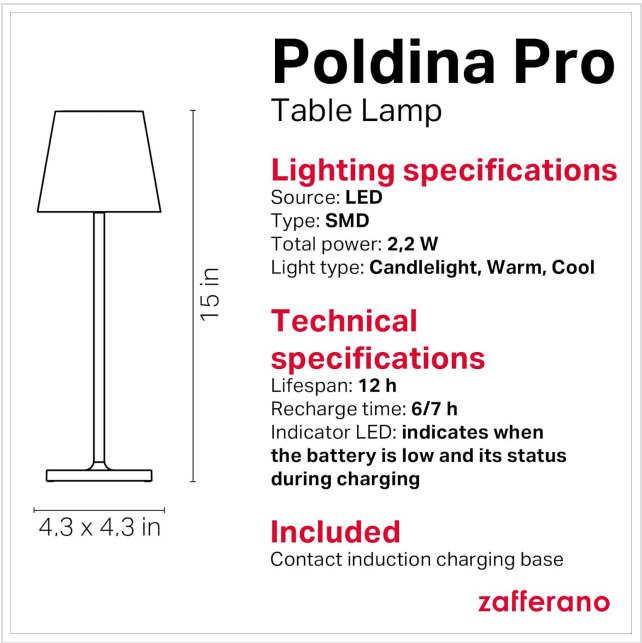 Poldina Pro
Table Lamp
Lighting specifications
Source: LED
Type: SMD
Total power: 2,2 W
Light type: Candlelight, Warm, Cool
15 in
Technical
specifications
Lifespan: 12 h
Recharge time: 6/7 h
Indicator LED: indicates when
the battery is low and its status
during charging
4,3 x 4,3 in
Included
Contact induction charging base
zafferano